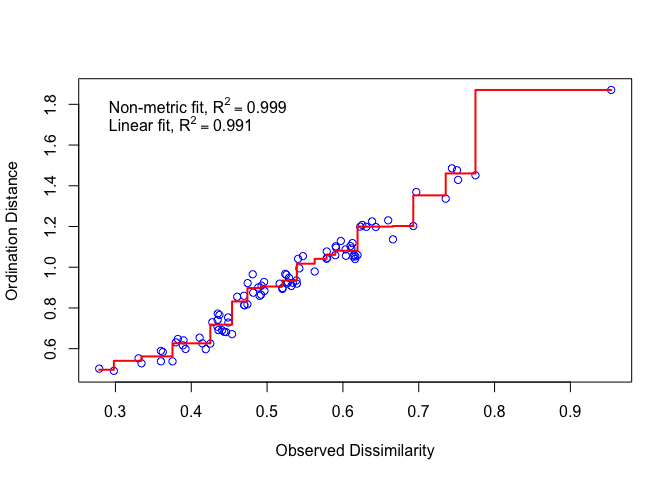 Non-metric fit, R² = 0.999
Linear fit, R² = 0.991
Ordination Distance
1.8
1.6
1.4
1.2
1.0
0.8
0.6
0.3 0.4 0.5 0.6 0.7 0.8 0.9
Observed Dissimilarity